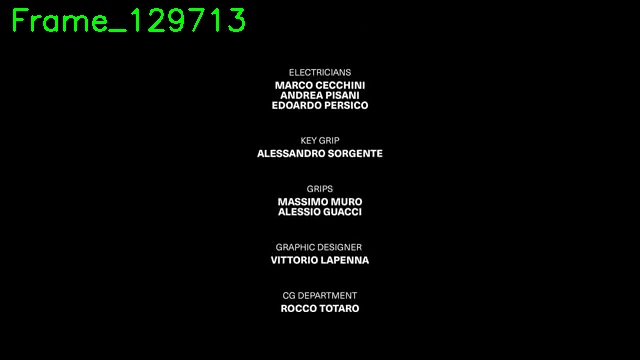 Frame_129713
ELECTRICIANS
MARCO CECCHINI
ANDREA PISANI
EDOARDO PERSICO
KEY GRIP
ALESSANDRO SORGENTE
GRIPS
MASSIMO MURO
ALESSIO GUACCI
GRAPHIC DESIGNER
VITTORIO LAPENNA
CG DEPARTMENT
ROCCO TOTARO